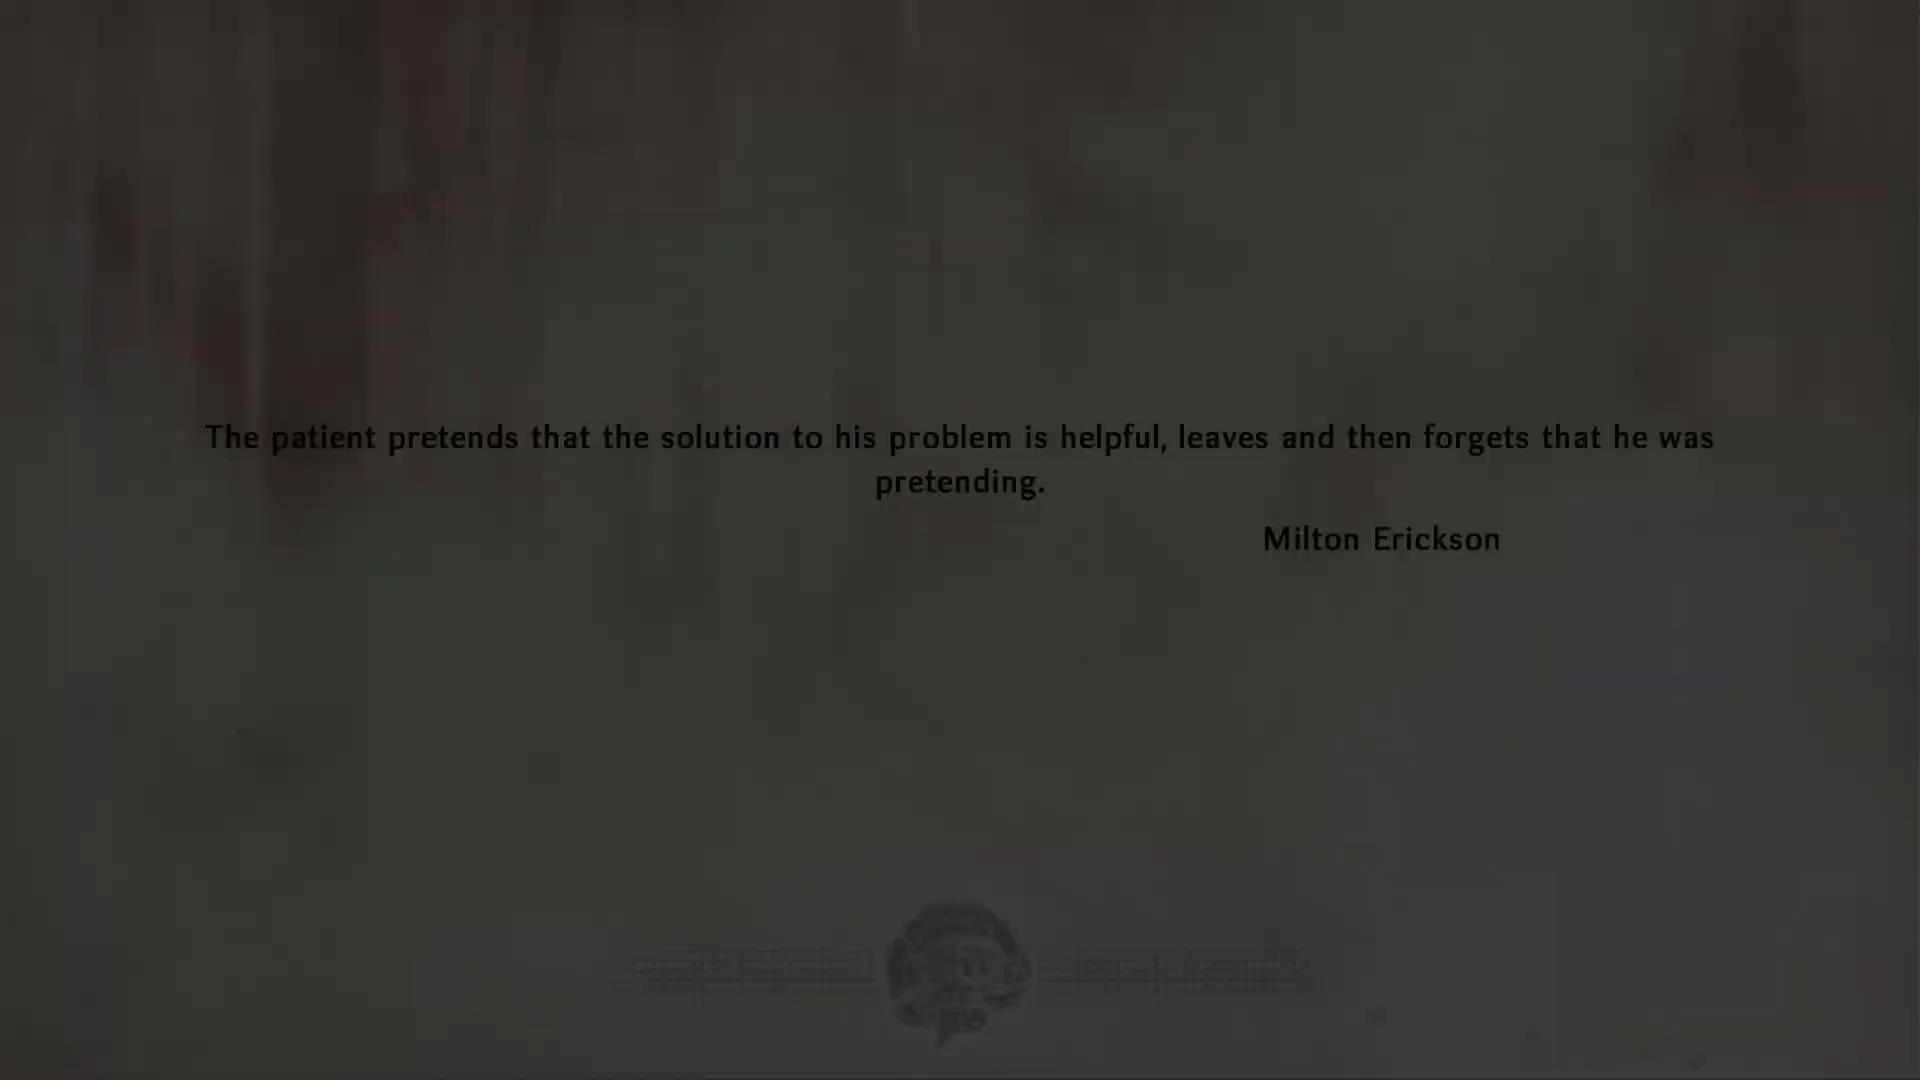 The patient pretends that the solution to his problem is helpful, leaves and then forgets that he was
pretending.
Milton Erickson